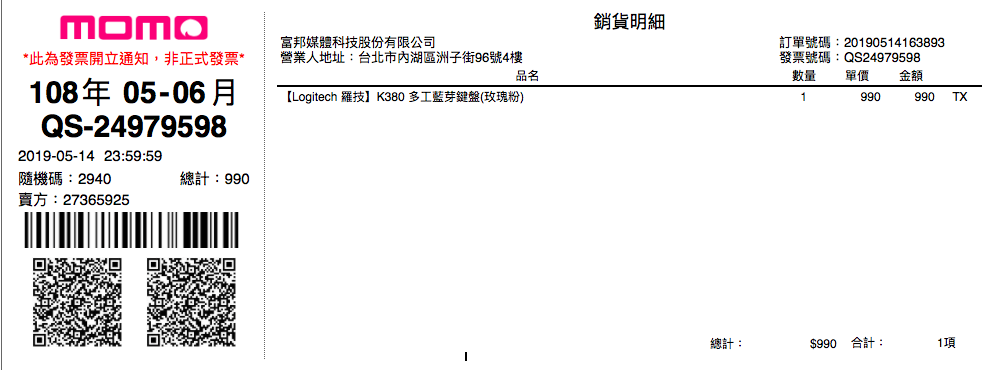 momo
*此為發票開立通知，非正式發票*
108年 05-06月
QS-24979598
2019-05-14 23:59:59
隨機碼：2940 總計：990
賣方：27365925
銷貨明細
富邦媒體科技股份有限公司 訂單號碼：20190514163893
營業人地址：台北市內湖區洲子街96號4樓 發票號碼：QS24979598
品名 數量 單價 金額
【Logitech 羅技】K380 多工藍芽鍵盤(玫瑰粉) 1 990 990 TX
總計： $990 合計： 1項